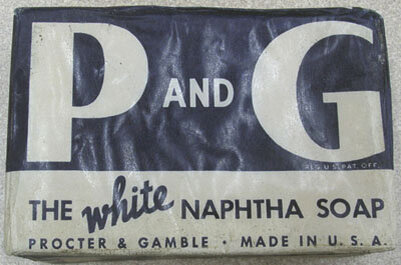 P AND G
REG. U.S. PAT. OFF.
THE white NAPHTHA SOAP
PROCTER & GAMBLE • MADE IN U. S. A.